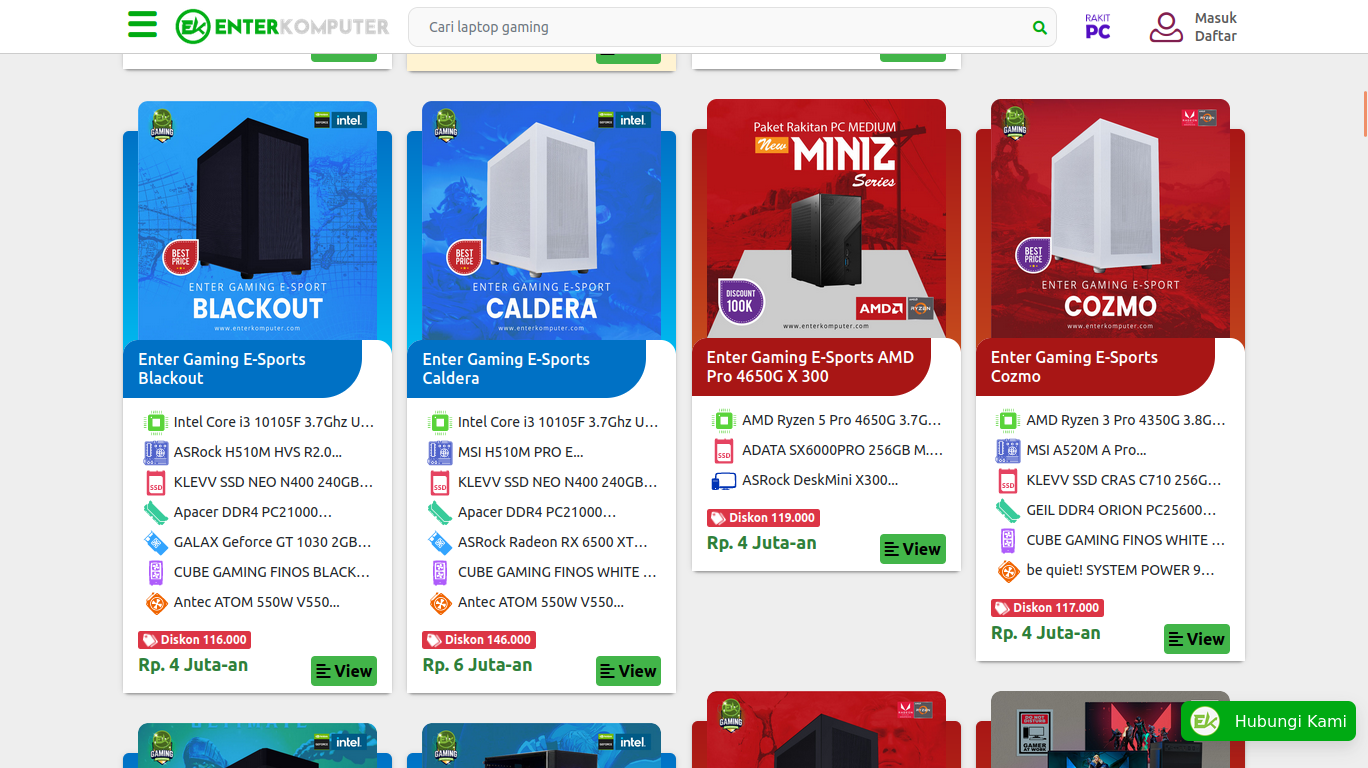 ENTERKOMPUTER
Cari laptop gaming
RAKIT
PC
Masuk
Daftar
GAMING
intel.
BEST
PRICE
ENTER GAMING E-SPORT
BLACKOUT
www.enterkomputer.com
Enter Gaming E-Sports
Blackout
Intel Core i3 10105F 3.7Ghz U...
ASRock H510M HVS R2.0...
KLEVV SSD NEO N400 240GB...
Apacer DDR4 PC21000...
GALAX Geforce GT 1030 2GB...
CUBE GAMING FINOS BLACK...
Antec ATOM 550W V550...
Diskon 116.000
Rp. 4 Juta-an
View
GAMING
intel.
BEST
PRICE
ENTER GAMING E-SPORT
CALDERA
www.enterkomputer.com
Enter Gaming E-Sports
Caldera
Intel Core i3 10105F 3.7Ghz U...
MSI H510M PRO E...
KLEVV SSD NEO N400 240GB...
Apacer DDR4 PC21000...
ASRock Radeon RX 6500 XT...
CUBE GAMING FINOS WHITE ...
Antec ATOM 550W V550...
Diskon 146.000
Rp. 6 Juta-an
View
Paket Rakitan PC MEDIUM
New
MINIZ
Series
DISCOUNT
100K
AMD
RYZEN
www.enterkomputer.com
Enter Gaming E-Sports AMD
Pro 4650G X 300
AMD Ryzen 5 Pro 4650G 3.7G...
ADATA SX6000PRO 256GB M....
ASRock DeskMini X300...
Diskon 119.000
Rp. 4 Juta-an
View
GAMING
RYZEN
BEST
PRICE
ENTER GAMING E-SPORT
COZMO
www.enterkomputer.com
Enter Gaming E-Sports
Cozmo
AMD Ryzen 3 Pro 4350G 3.8G...
MSI A520M A Pro...
KLEVV SSD CRAS C710 256G...
GEIL DDR4 ORION PC25600...
CUBE GAMING FINOS WHITE ...
be quiet! SYSTEM POWER 9...
Diskon 117.000
Rp. 4 Juta-an
View
GAMING
intel.
GAMING
intel.
GAMING
RYZEN
DO NOT
DISTURB
GAMER
AT WORK
Hubungi Kami